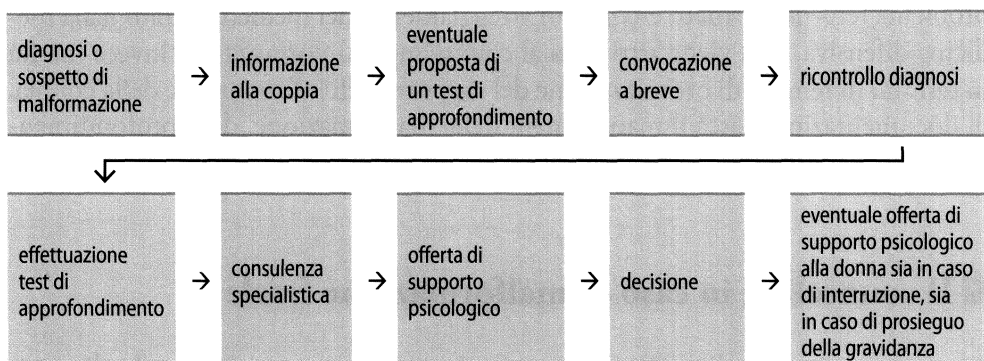 diagnosi o
sospetto di
malformazione
→
informazione
alla coppia
→
eventuale
proposta di
un test di
approfondimento
→
convocazione
a breve
→
ricontrollo diagnosi
effettuazione
test di
approfondimento
→
consulenza
specialistica
→
offerta di
supporto
psicologico
→
decisione
→
eventuale offerta di
supporto psicologico
alla donna sia in caso
di interruzione, sia
in caso di prosieguo
della gravidanza